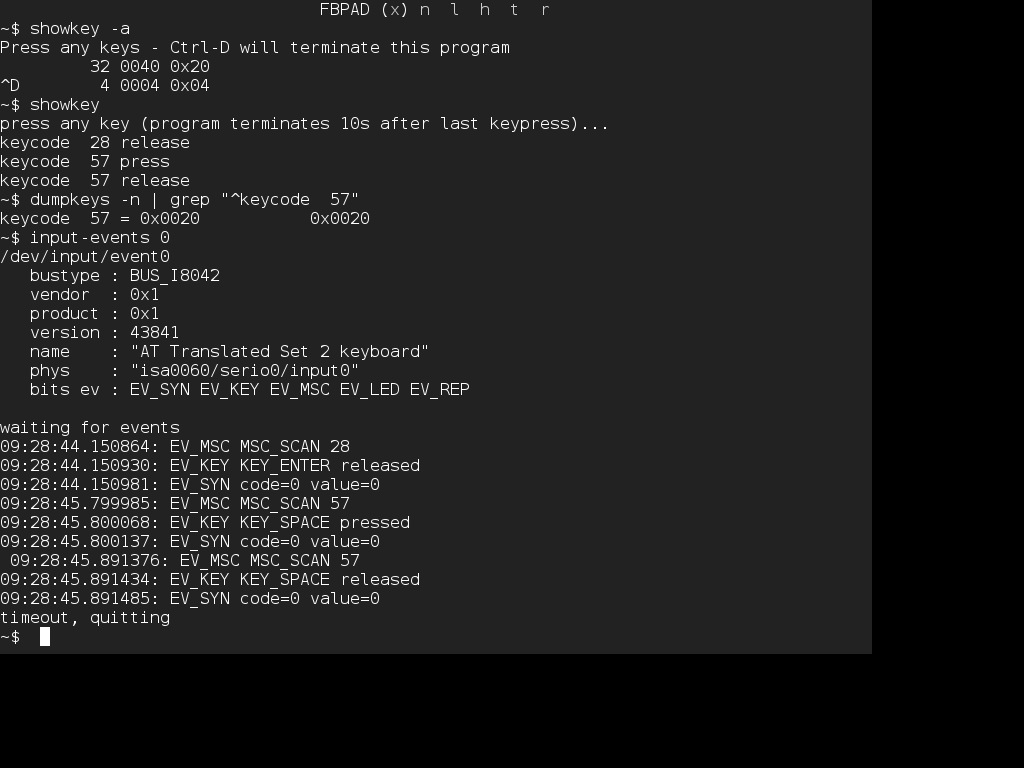 FBPAD (x) n l h t r
~$ showkey -a
Press any keys - Ctrl-D will terminate this program
         32 0040 0x20
^D        4 0004 0x04
~$ showkey
press any key (program terminates 10s after last keypress)...
keycode  28 release
keycode  57 press
keycode  57 release
~$ dumpkeys -n | grep "^keycode  57"
keycode  57 = 0x0020           0x0020
~$ input-events 0
/dev/input/event0
   bustype : BUS_I8042
   vendor  : 0x1
   product : 0x1
   version : 43841
   name    : "AT Translated Set 2 keyboard"
   phys    : "isa0060/serio0/input0"
   bits ev : EV_SYN EV_KEY EV_MSC EV_LED EV_REP

waiting for events
09:28:44.150864: EV_MSC MSC_SCAN 28
09:28:44.150930: EV_KEY KEY_ENTER released
09:28:44.150981: EV_SYN code=0 value=0
09:28:45.799985: EV_MSC MSC_SCAN 57
09:28:45.800068: EV_KEY KEY_SPACE pressed
09:28:45.800137: EV_SYN code=0 value=0
 09:28:45.891376: EV_MSC MSC_SCAN 57
09:28:45.891434: EV_KEY KEY_SPACE released
09:28:45.891485: EV_SYN code=0 value=0
timeout, quitting
~$